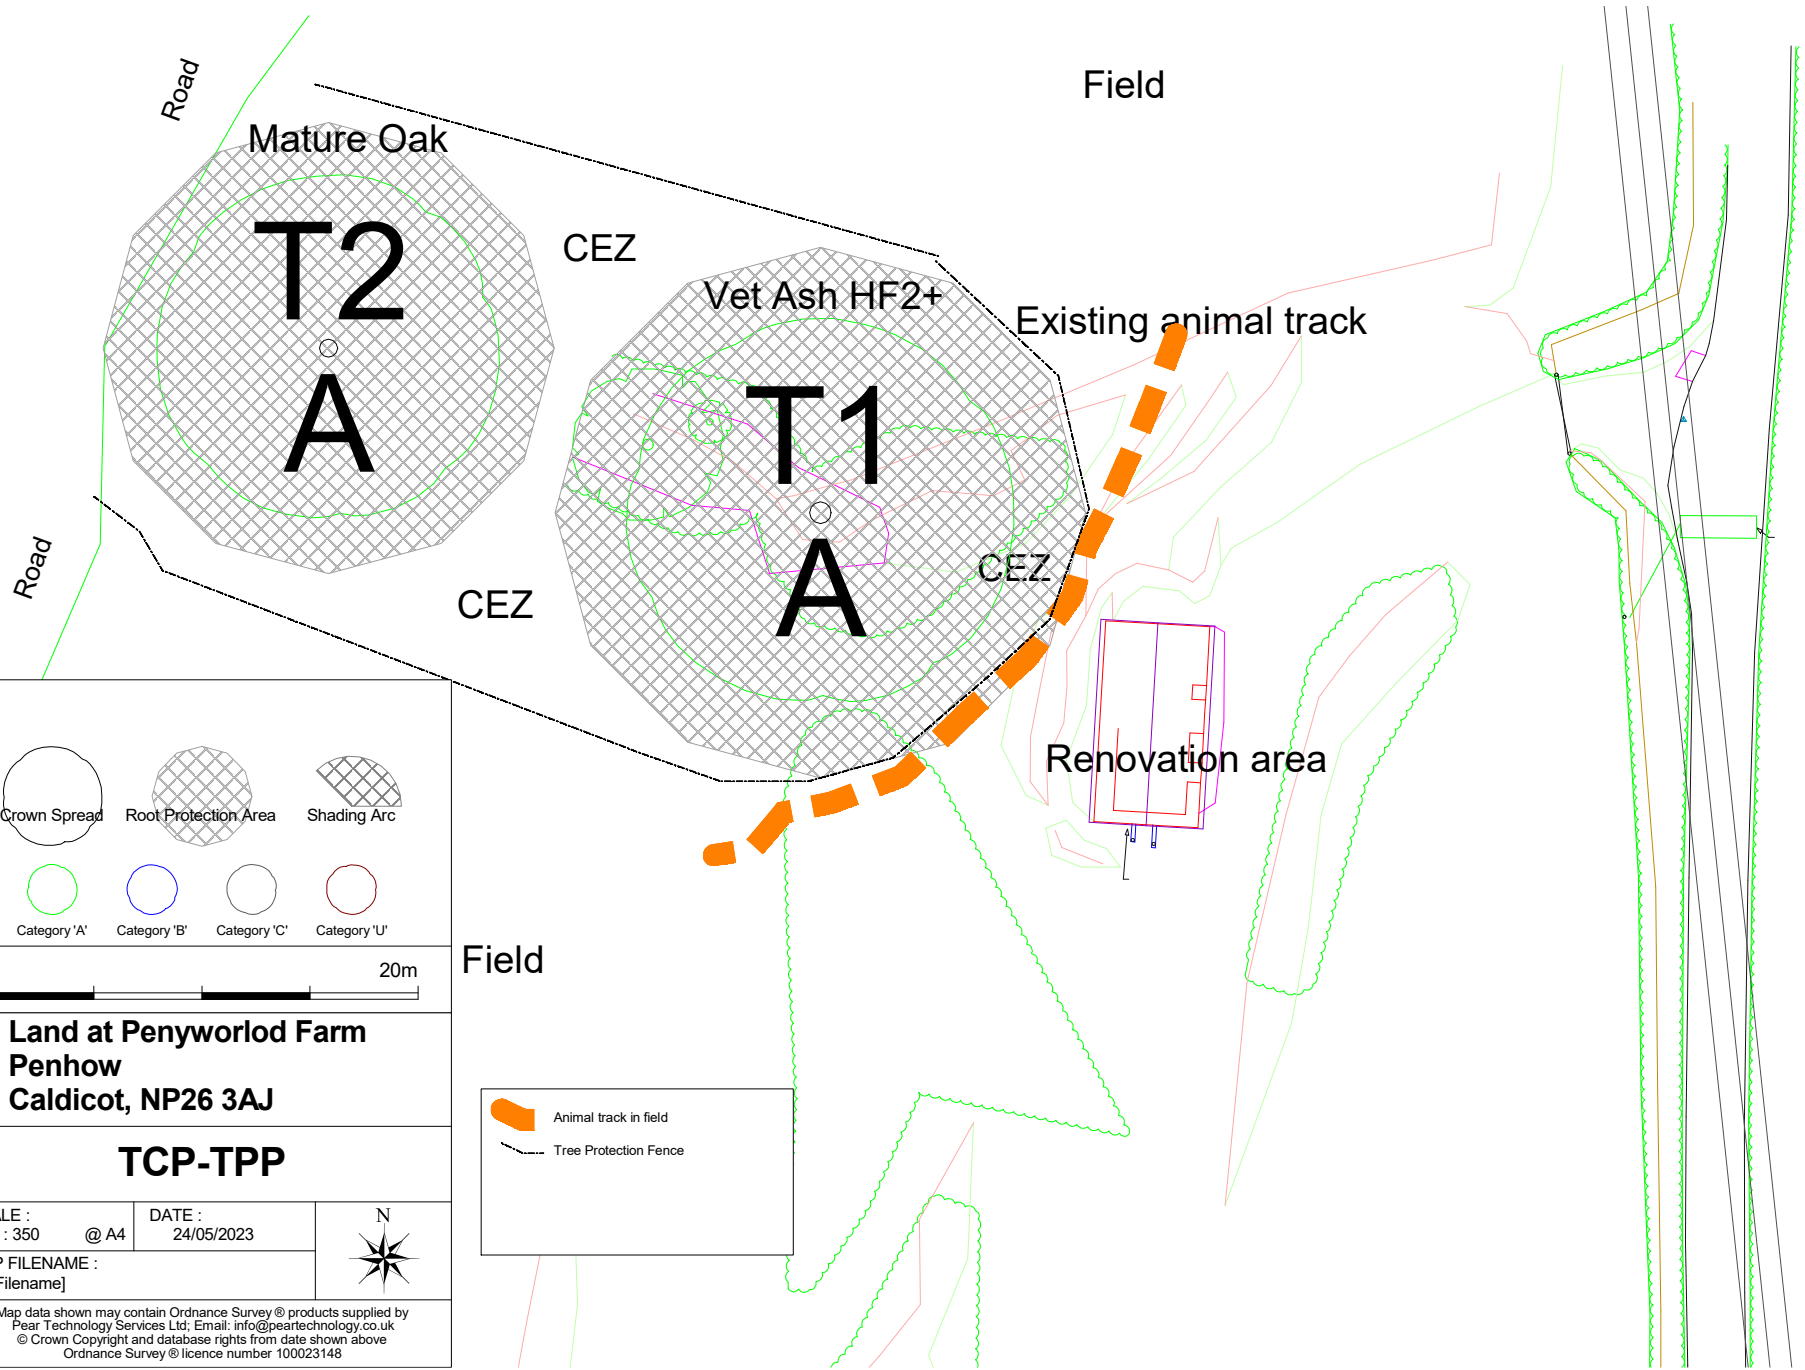 Road
Field
Mature Oak
T2
A
CEZ
Vet Ash HF2+
Existing animal track
T1
A
CEZ
Road
CEZ
Renovation area
Crown Spread
Root Protection Area
Shading Arc
Category 'A'
Category 'B'
Category 'C'
Category 'U'
20m
Field
Land at Penyworlod Farm
Penhow
Caldicot, NP26 3AJ
TCP-TPP
Animal track in field
Tree Protection Fence
ALE :
: 350 @ A4
DATE :
24/05/2023
N
P FILENAME :
Filename]
Map data shown may contain Ordnance Survey ® products supplied by
Pear Technology Services Ltd; Email: info@peartechnology.co.uk
© Crown Copyright and database rights from date shown above
Ordnance Survey ® licence number 100023148